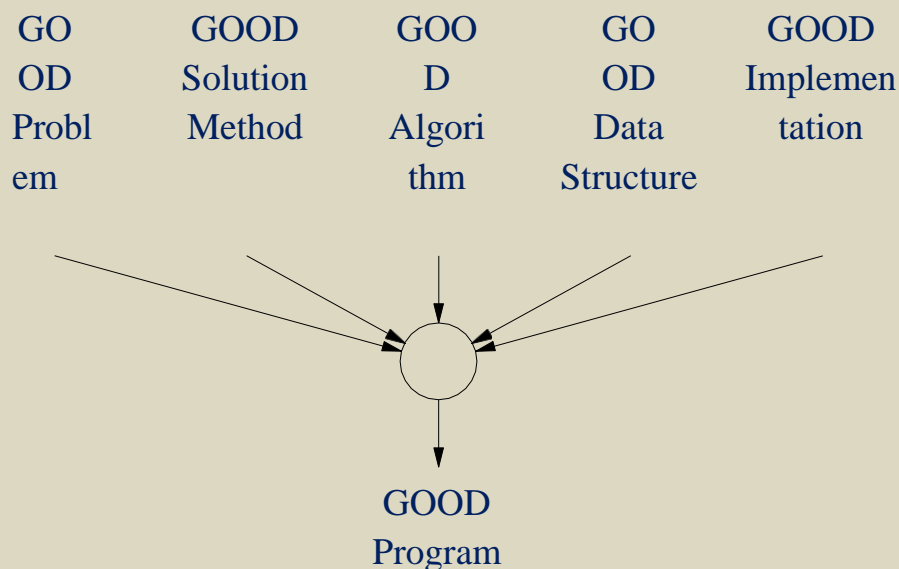 GO
OD
Probl
em
GOOD
Solution
Method
GOO
D
Algori
thm
GO
OD
Data
Structure
GOOD
Implemen
tation
GOOD
Program